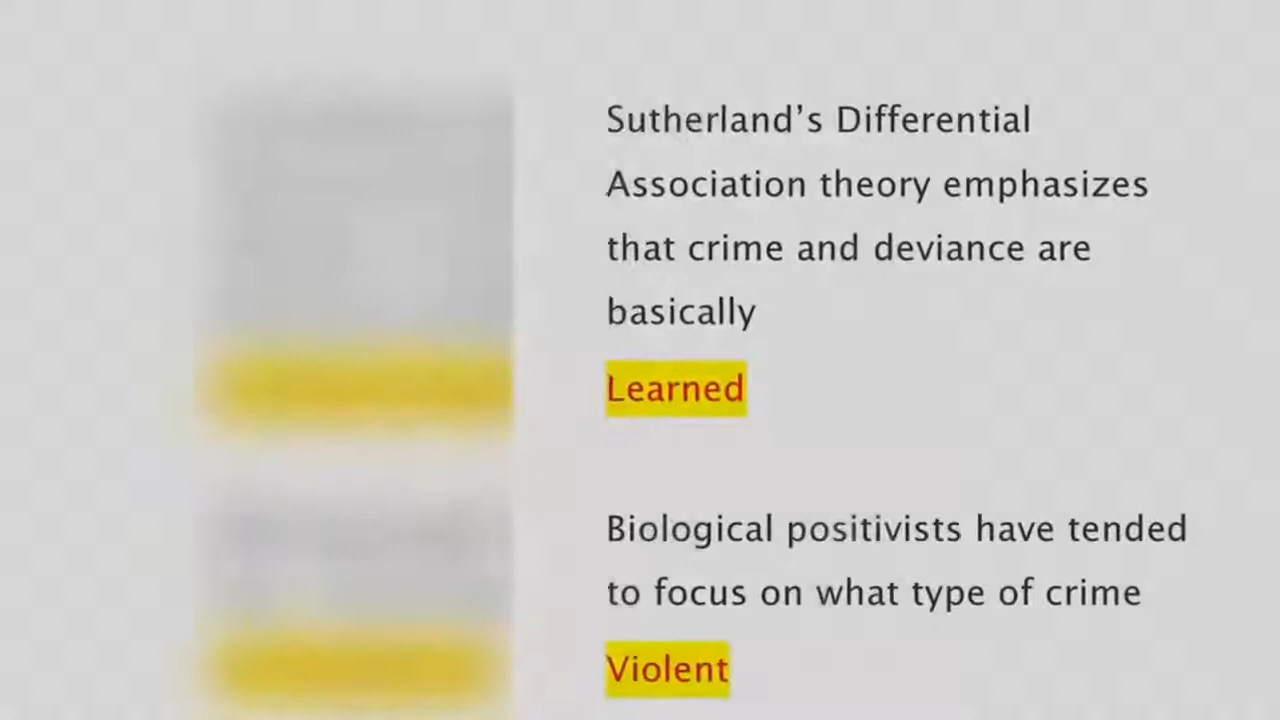 Sutherland’s Differential
Association theory emphasizes
that crime and deviance are
basically
Learned
Biological positivists have tended
to focus on what type of crime
Violent